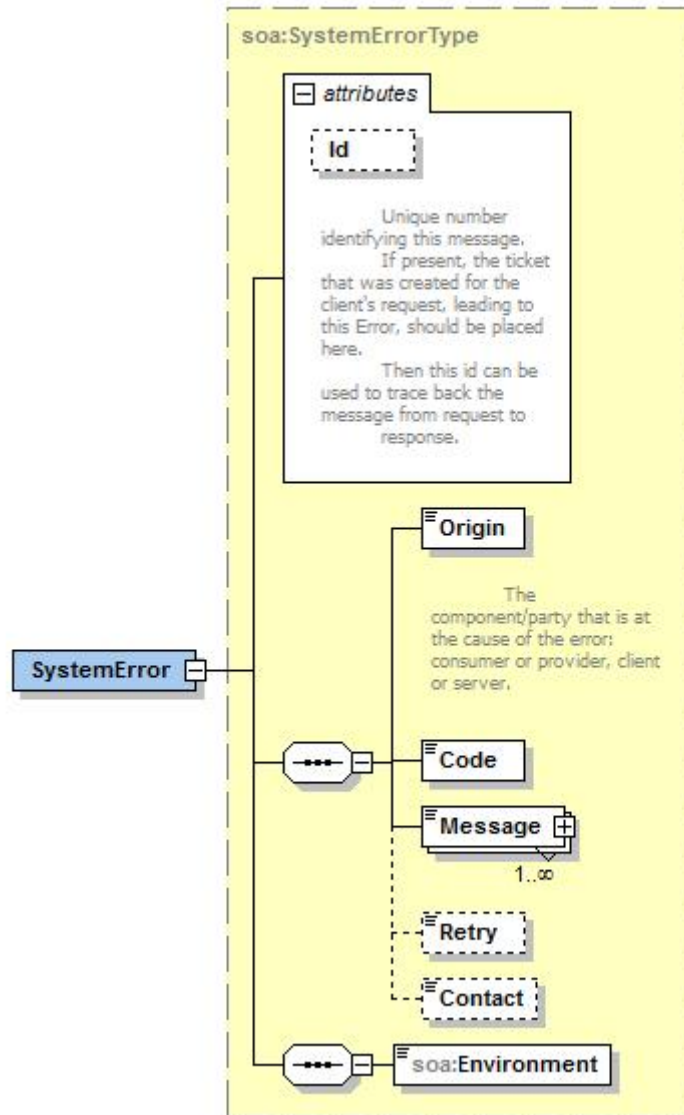 soa:SystemErrorType
attributes
Id
Unique number
identifying this message.
If present, the ticket
that was created for the
client's request, leading to
this Error, should be placed
here.
Then this id can be
used to trace back the
message from request to
response.
Origin
The
component/party that is at
the cause of the error:
consumer or provider, client
or server.
SystemError
Code
Message
1..∞
Retry
Contact
soa:Environment